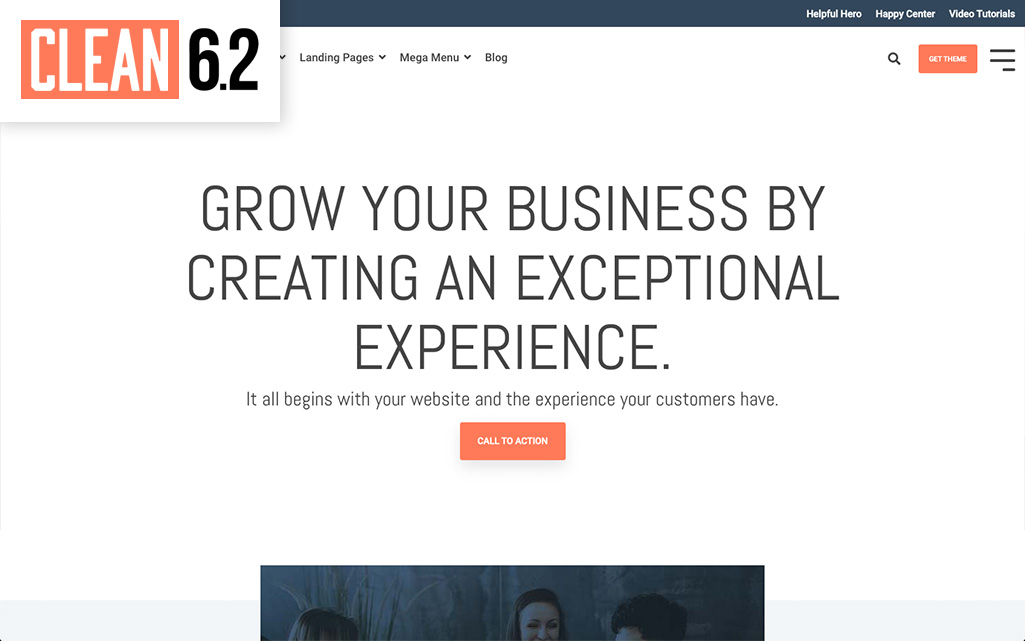 Helpful Hero Happy Center Video Tutorials
CLEAN 6.2
Landing Pages Mega Menu Blog
GET THEME
GROW YOUR BUSINESS BY
CREATING AN EXCEPTIONAL
EXPERIENCE.
It all begins with your website and the experience your customers have.
CALL TO ACTION